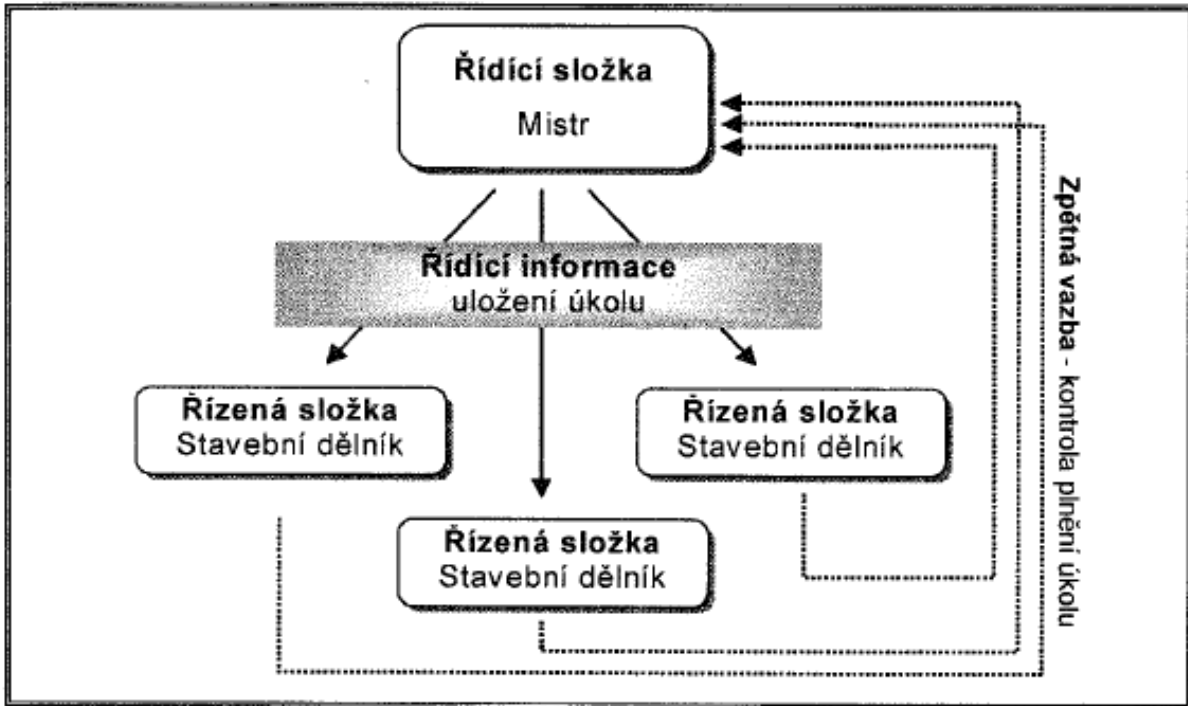 Řídící složka
Mistr
Řídící informace
uložení úkolu
Řízená složka
Stavební dělník
Řízená složka
Stavební dělník
Řízená složka
Stavební dělník
Zpětná vazba - kontrola plnění úkolu